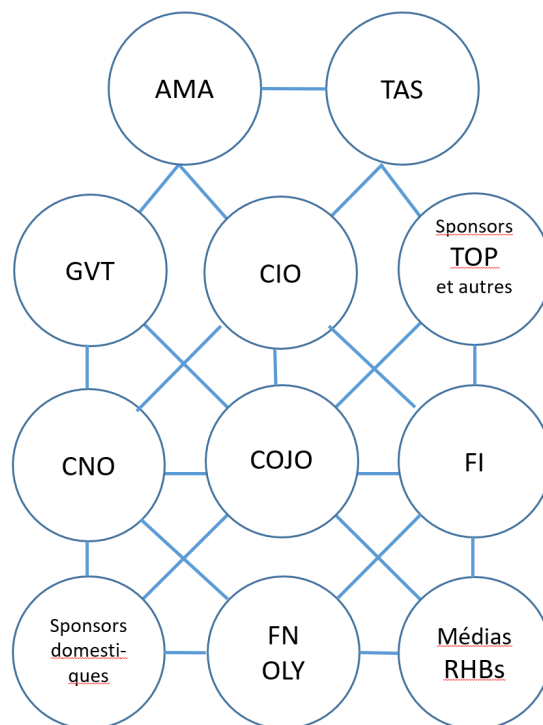 AMA
TAS
GVT
CIO
Sponsors
TOP
et autres
CNO
COJO
FI
Sponsors
domesti-
ques
FN
OLY
Médias
RHBs